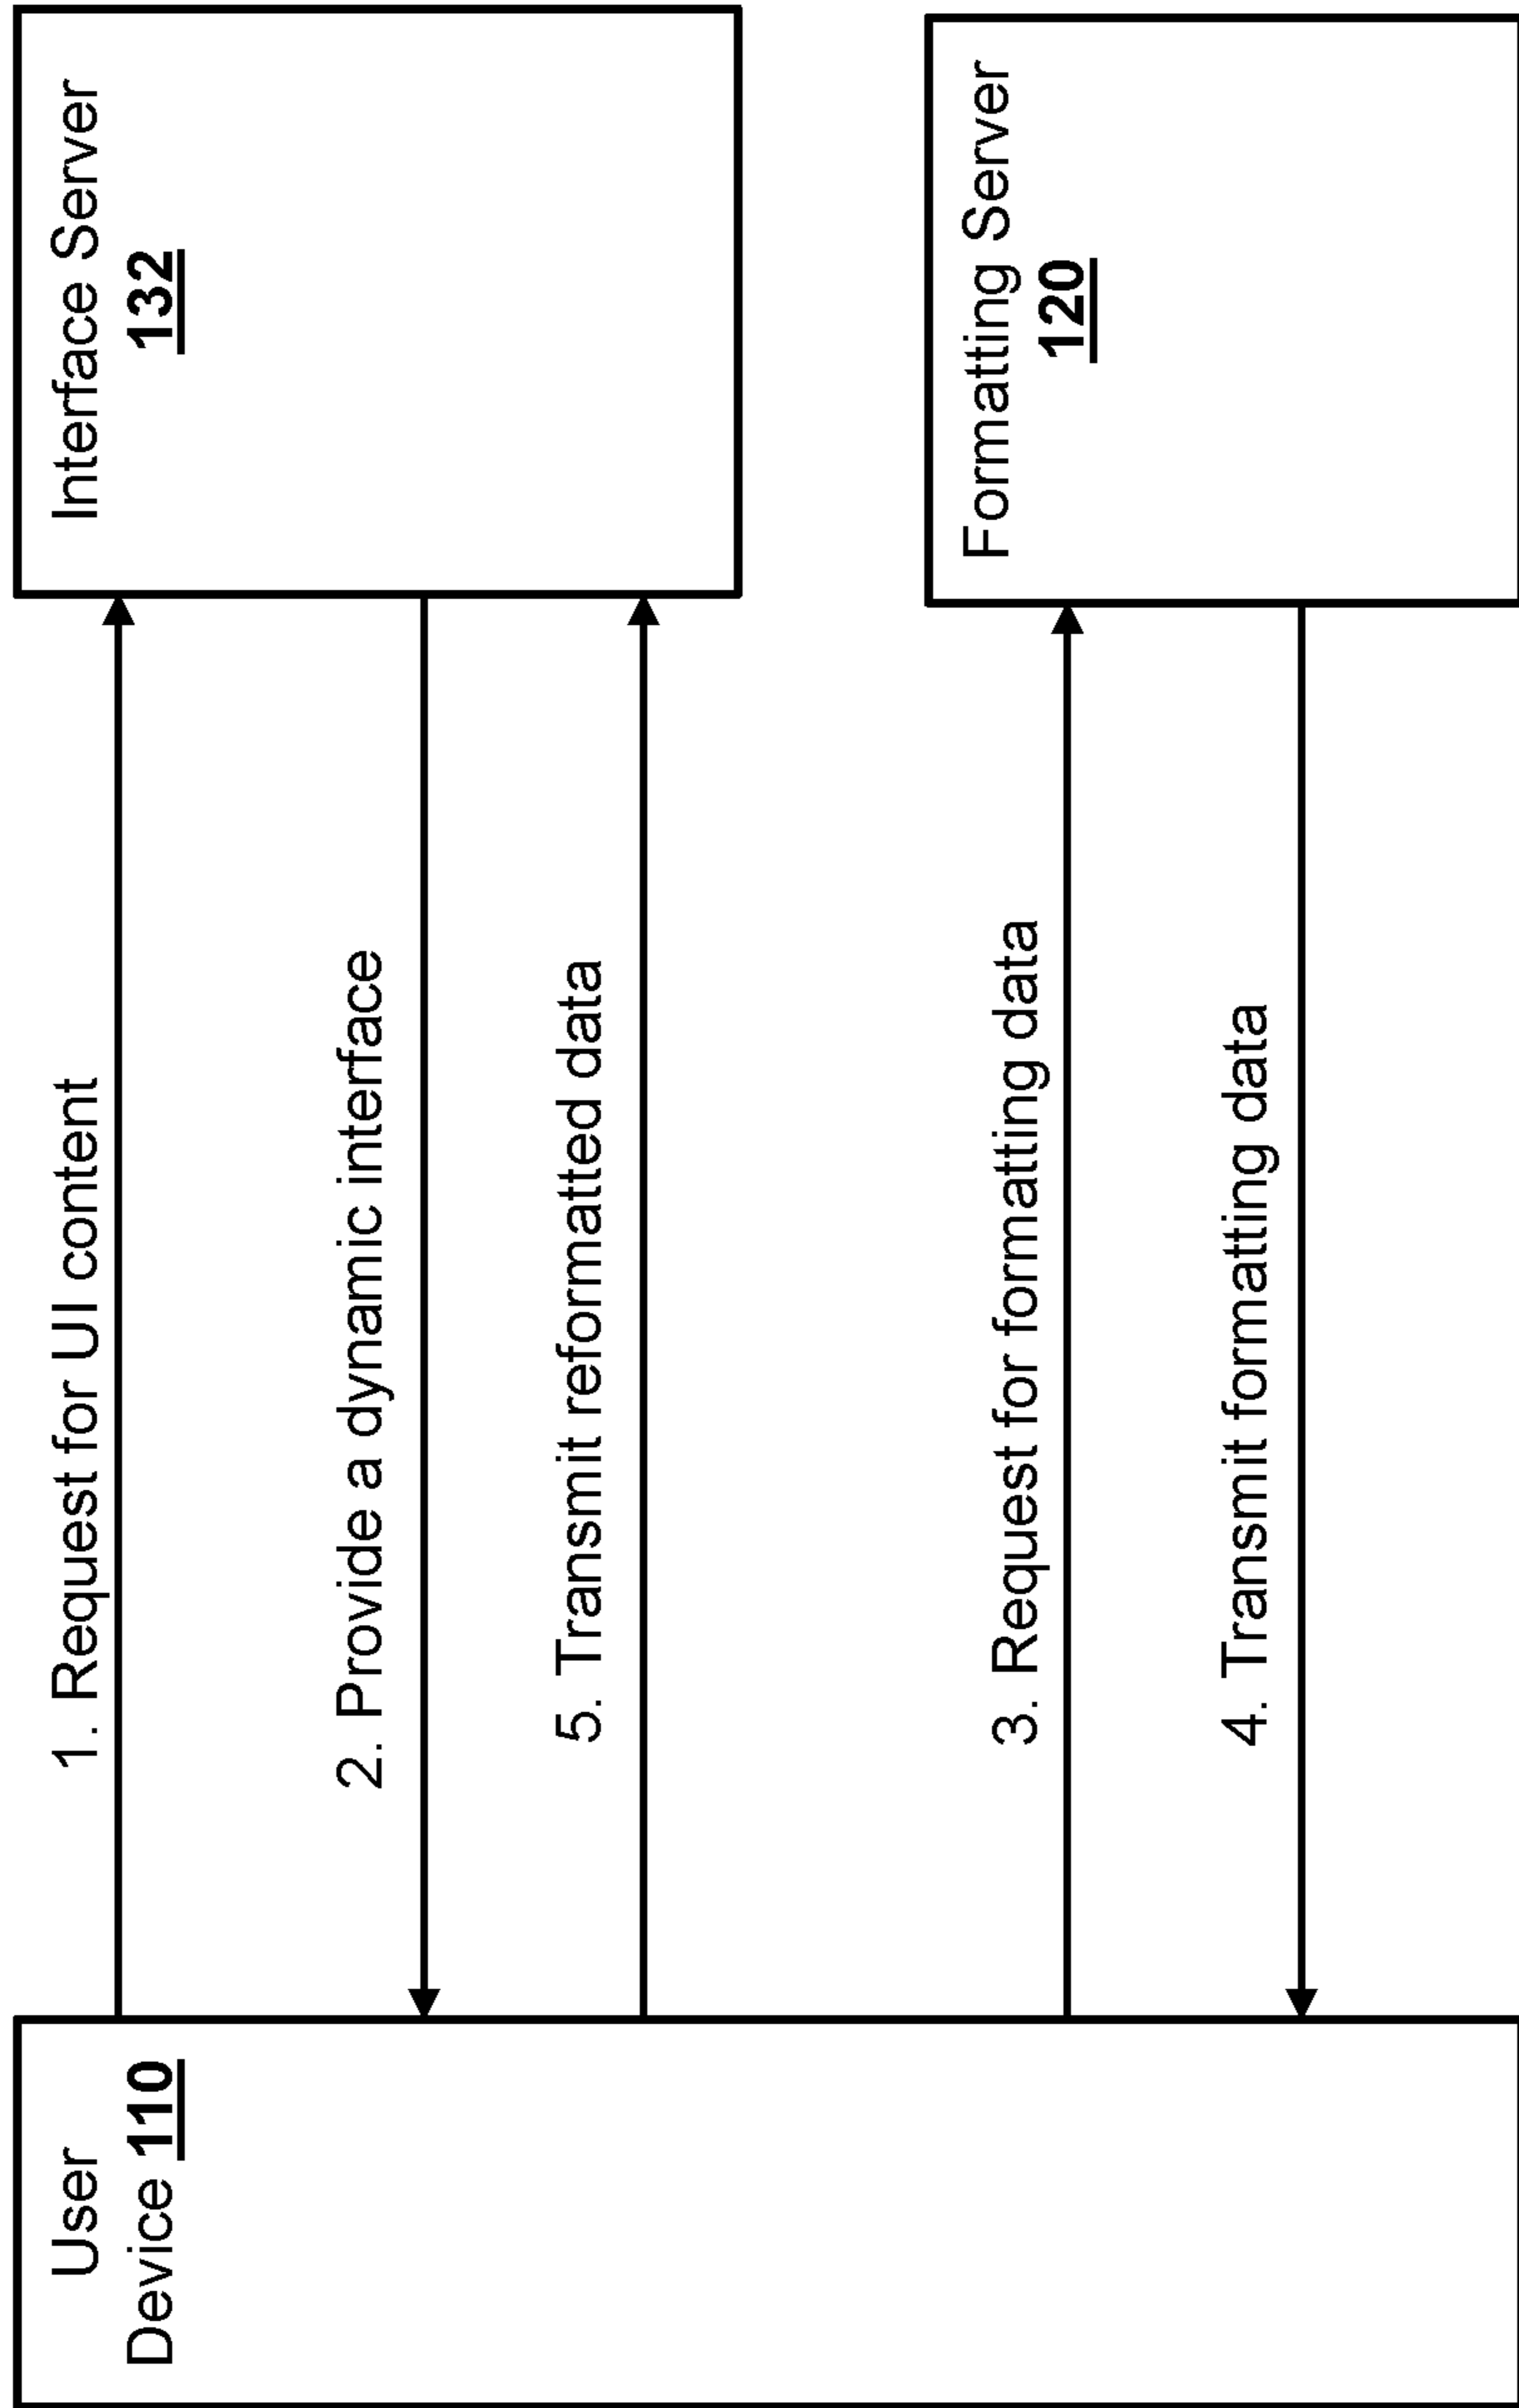 User
Device 110
1. Request for UI content
2. Provide a dynamic interface
5. Transmit reformatted data
3. Request for formatting data
4. Transmit formatting data
Interface Server
132
Formatting Server
120